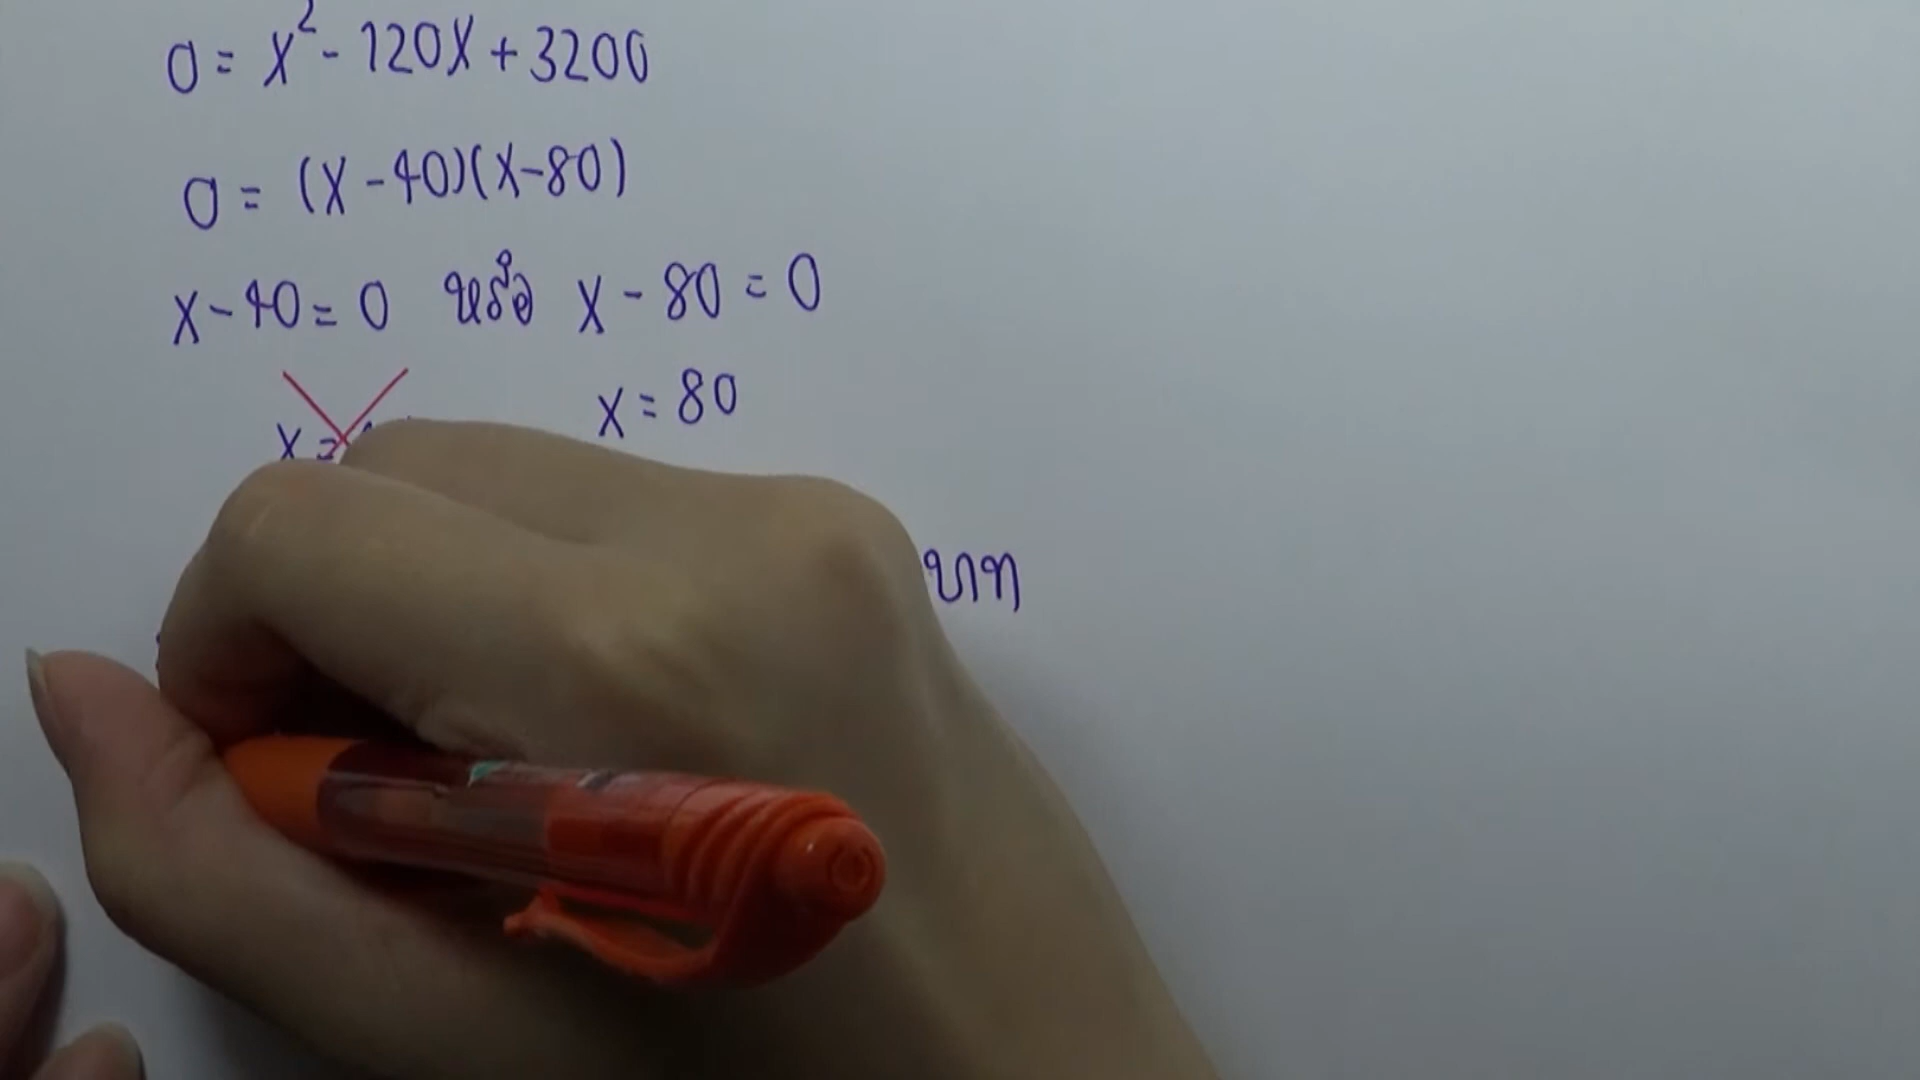 0 = x² - 120x + 3200
0 = (x - 40)(x - 80)
x - 40 = 0 หรือ x - 80 = 0
x = x = 80
บาท